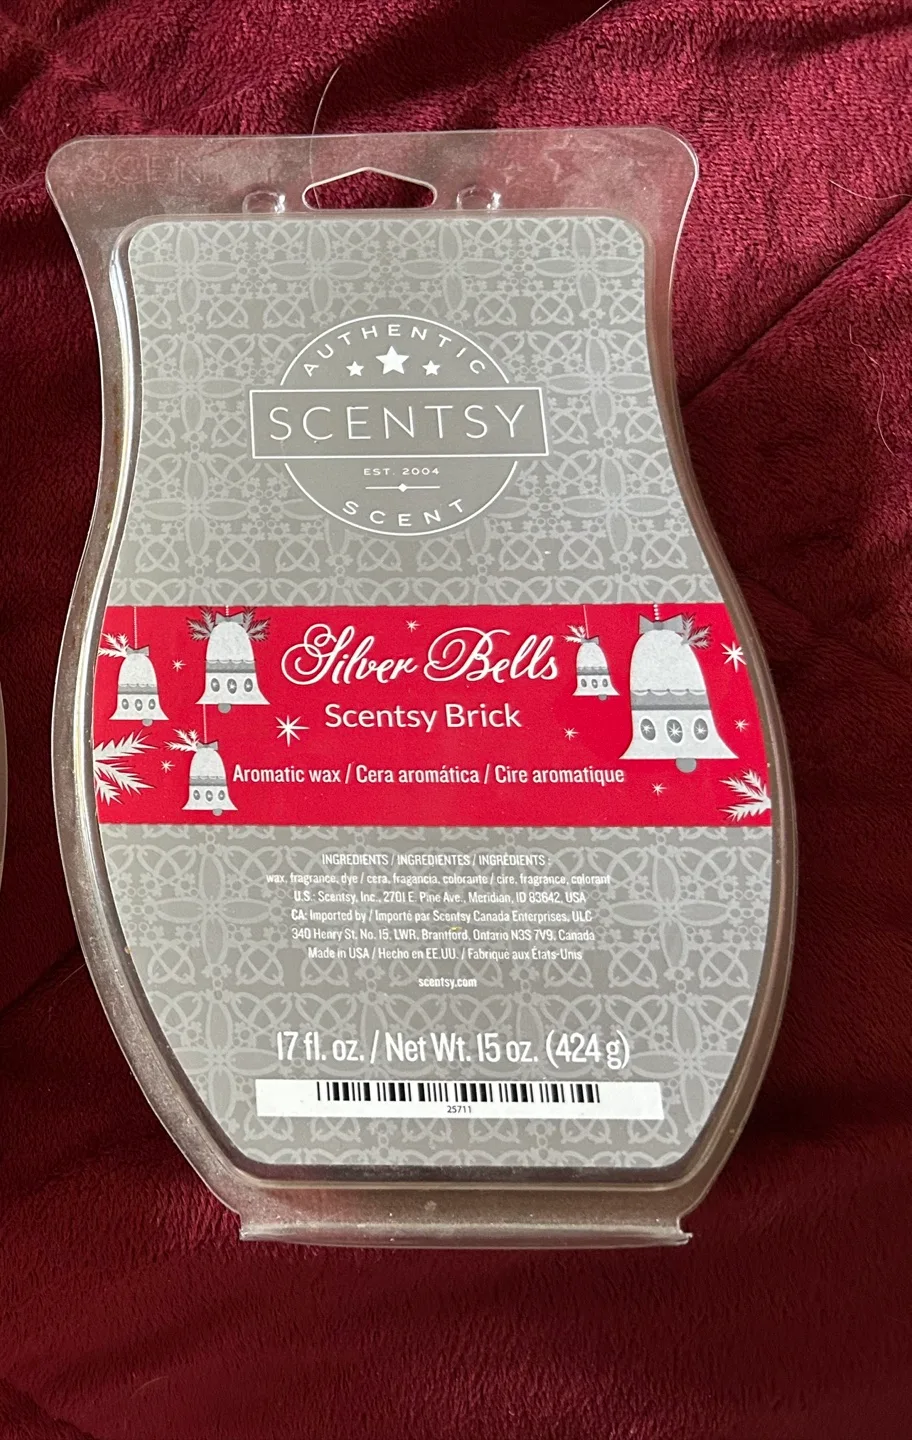 SCENTSY
AUTHENTIC
SCENTSY
EST. 2004
SCENT
Silver Bells
Scentsy Brick
Aromatic wax / Cera aromática / Cire aromatique
INGREDIENTS / INGREDIENTES / INGRÉDIENTS :
wax, fragrance, dye / cera, fragancia, colorante / cire, fragrance, colorant
U.S.: Scentsy, Inc., 2701 E. Pine Ave., Meridian, ID 83642, USA
CA: Imported by / Importé par Scentsy Canada Enterprises, ULC
340 Henry St. No. 15, LWR, Brantford, Ontario N3S 7V9, Canada
Made in USA / Hecho en EE.UU. / Fabriqué aux États-Unis
scentsy.com
17 fl. oz. / Net Wt. 15 oz. (424 g)
25711